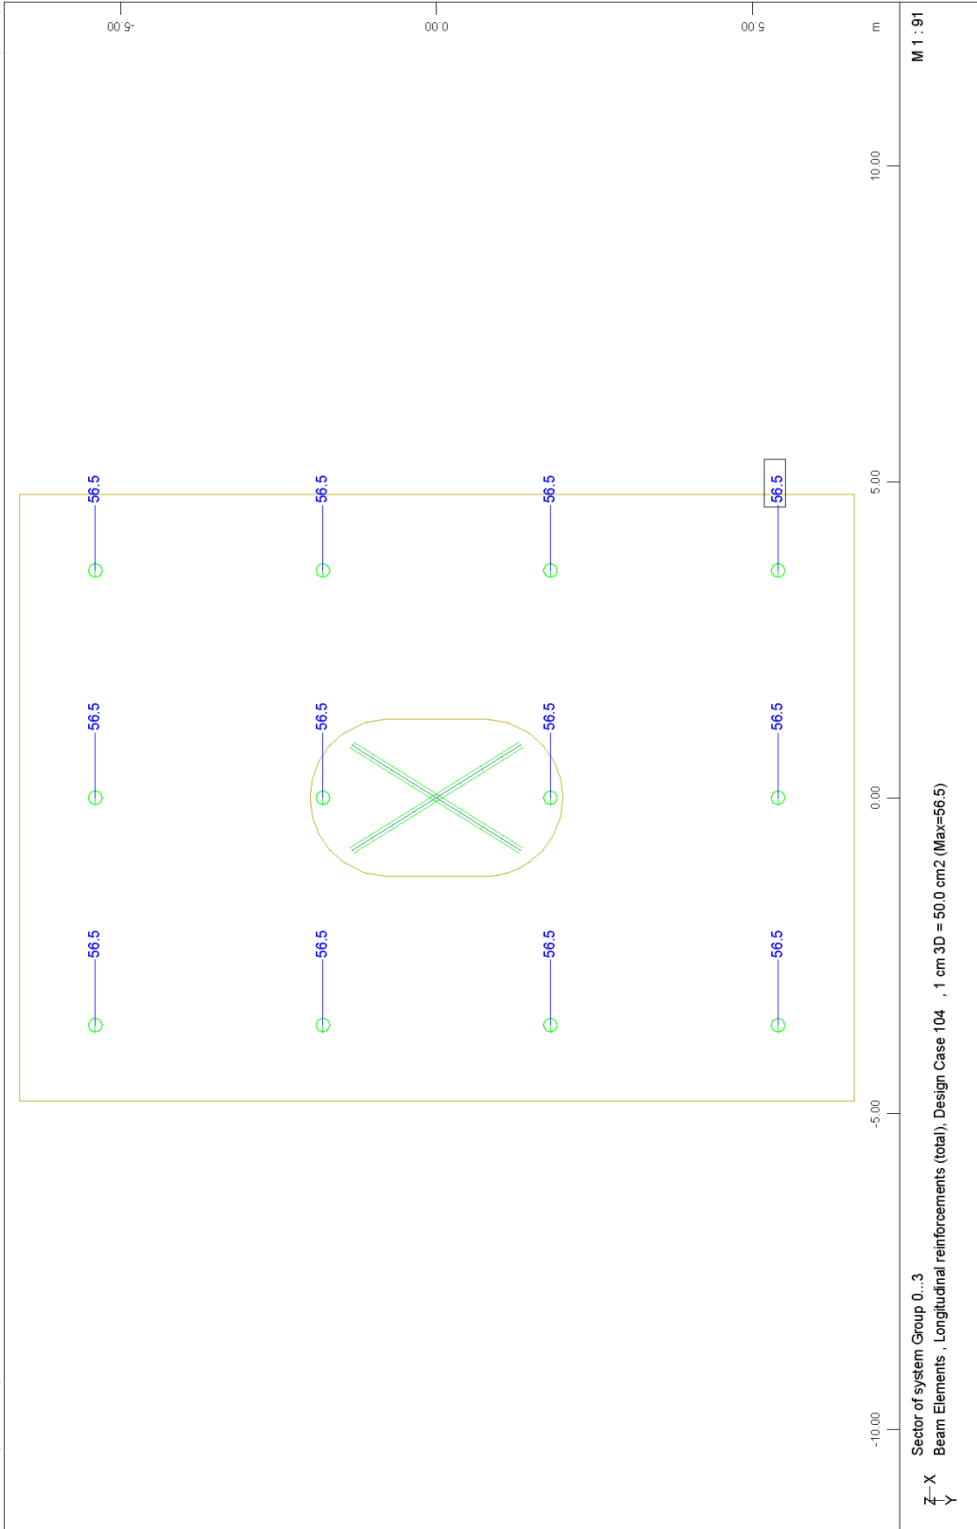 56.5 56.5 56.5
-5.00
56.5 56.5 56.5
0.00
56.5 56.5 56.5
5.00
56.5 56.5 56.5
-10.00 -5.00 0.00 5.00 10.00 m
Sector of system Group 0...3 M 1 : 91
Z X
Beam Elements , Longitudinal reinforcements (total), Design Case 104 , 1 cm 3D = 50.0 cm2 (Max=56.5)
Y